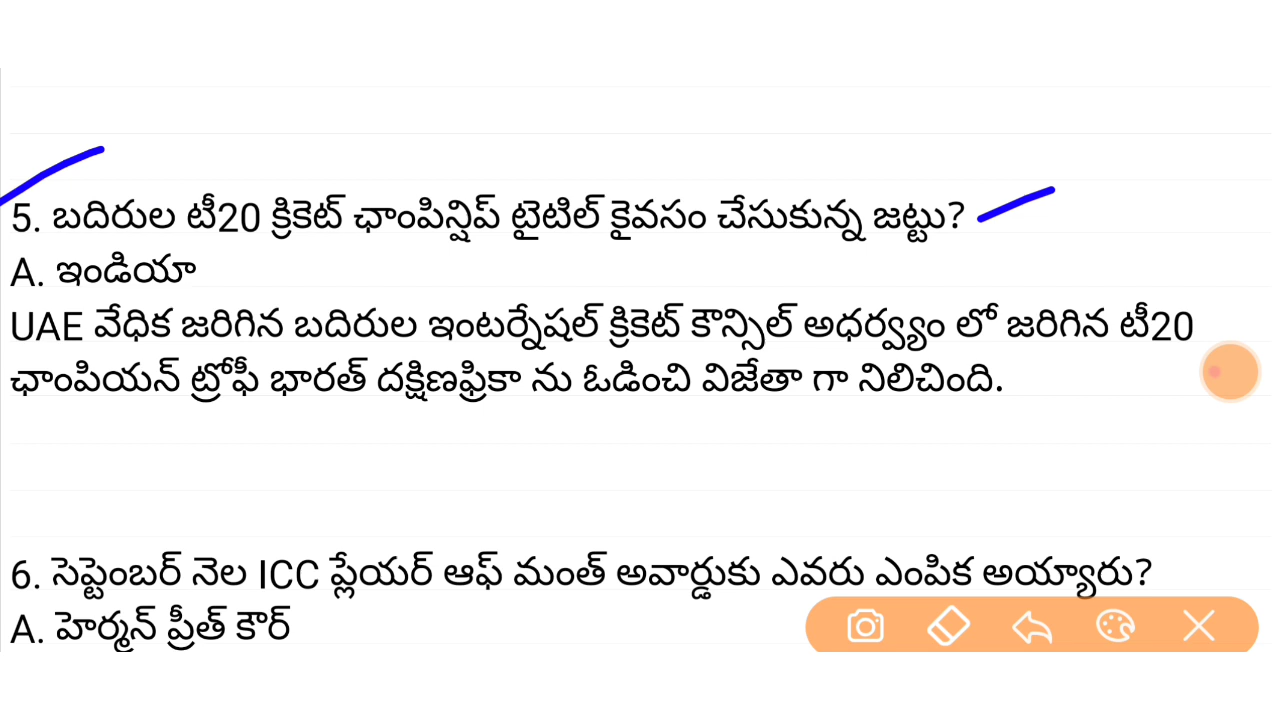 5. బదిరుల టీ20 క్రికెట్ ఛాంపిన్షిప్ టైటిల్ కైవసం చేసుకున్న జట్టు?
A. ఇండియా
UAE వేధిక జరిగిన బదిరుల ఇంటర్నేషల్ క్రికెట్ కౌన్సిల్ అధర్వ్యం లో జరిగిన టీ20
ఛాంపియన్ ట్రోఫీ భారత్ దక్షిణఫ్రికా ను ఓడించి విజేతా గా నిలిచింది.
6. సెప్టెంబర్ నెల ICC ప్లేయర్ ఆఫ్ మంత్ అవార్డుకు ఎవరు ఎంపిక అయ్యారు?
A. హెర్మన్ ప్రీత్ కౌర్